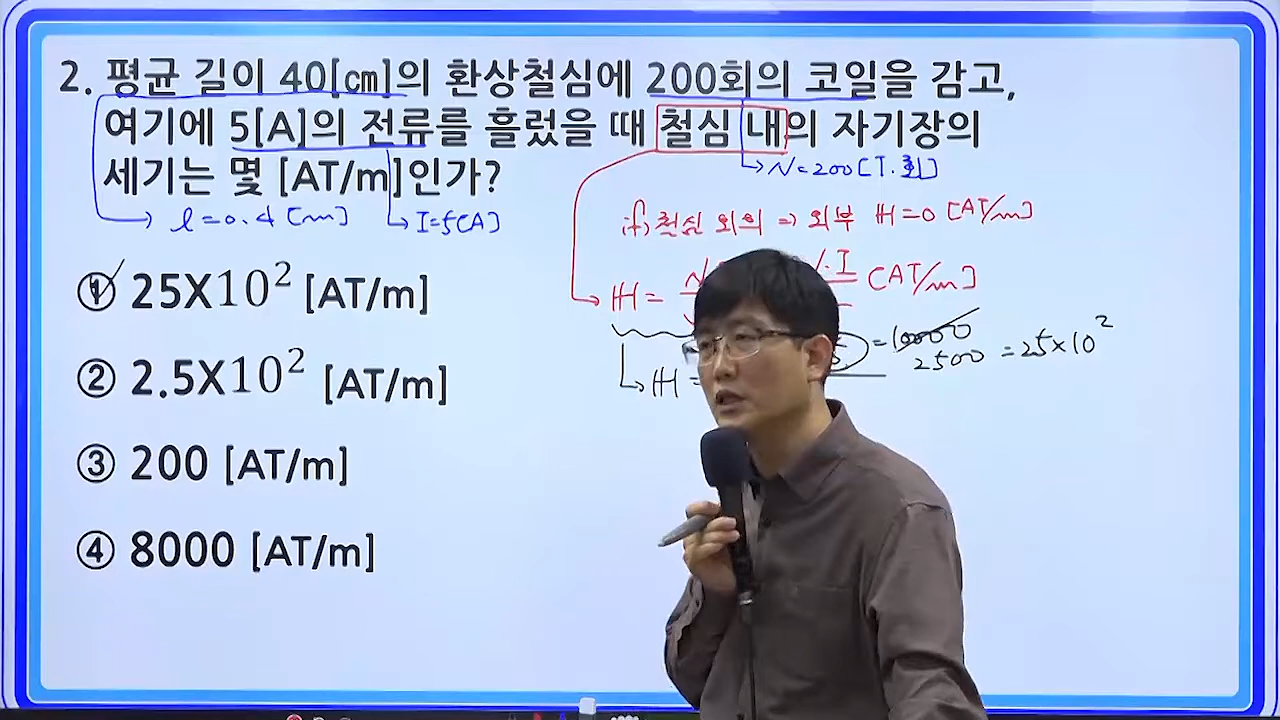 2. 평균 길이 40[㎝]의 환상철심에 200회의 코일을 감고,
여기에 5[A]의 전류를 흘렀을 때 철심 내의 자기장의
세기는 몇 [AT/m]인가?
N=200[T.회]
l=0.4[m]
I=5[A]
if) 철심 외의 ⇒ 외부 H=0 [AT/m]
H= N .I [AT/m]
H= =10000
2500 =25×10²
① 25X10² [AT/m]
② 2.5X10² [AT/m]
③ 200 [AT/m]
④ 8000 [AT/m]